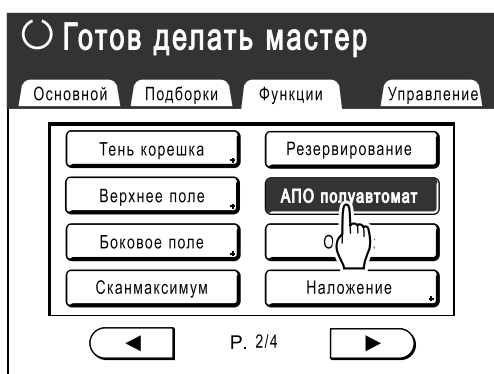 Готов делать мастер
Основной Подборки Функции Управление
Тень корешка Резервирование
Верхнее поле АПО полуавтомат
Боковое поле
Сканмаксимум Наложение
P. 2/4